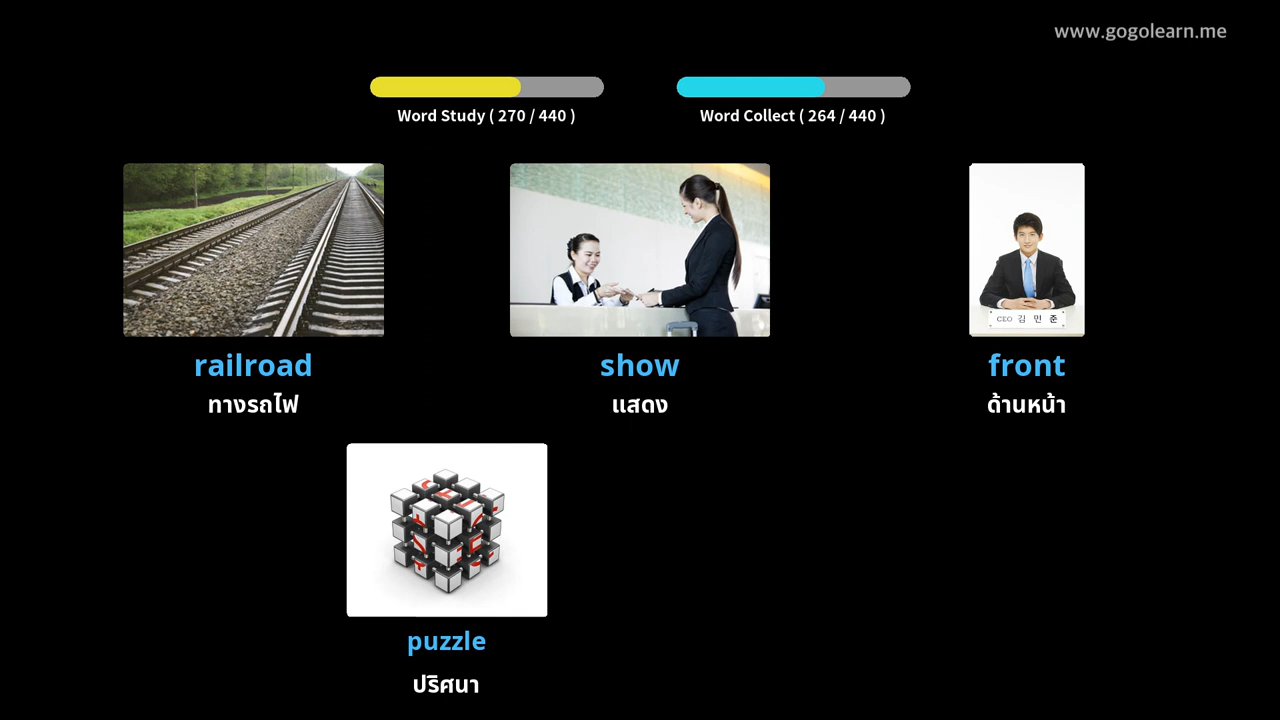 www.gogolearn.me
Word Study ( 270 / 440 )
Word Collect ( 264 / 440 )
CEO 김 민 준
railroad
show
front
ทางรถไฟ
แสดง
ด้านหน้า
puzzle
ปริศนา